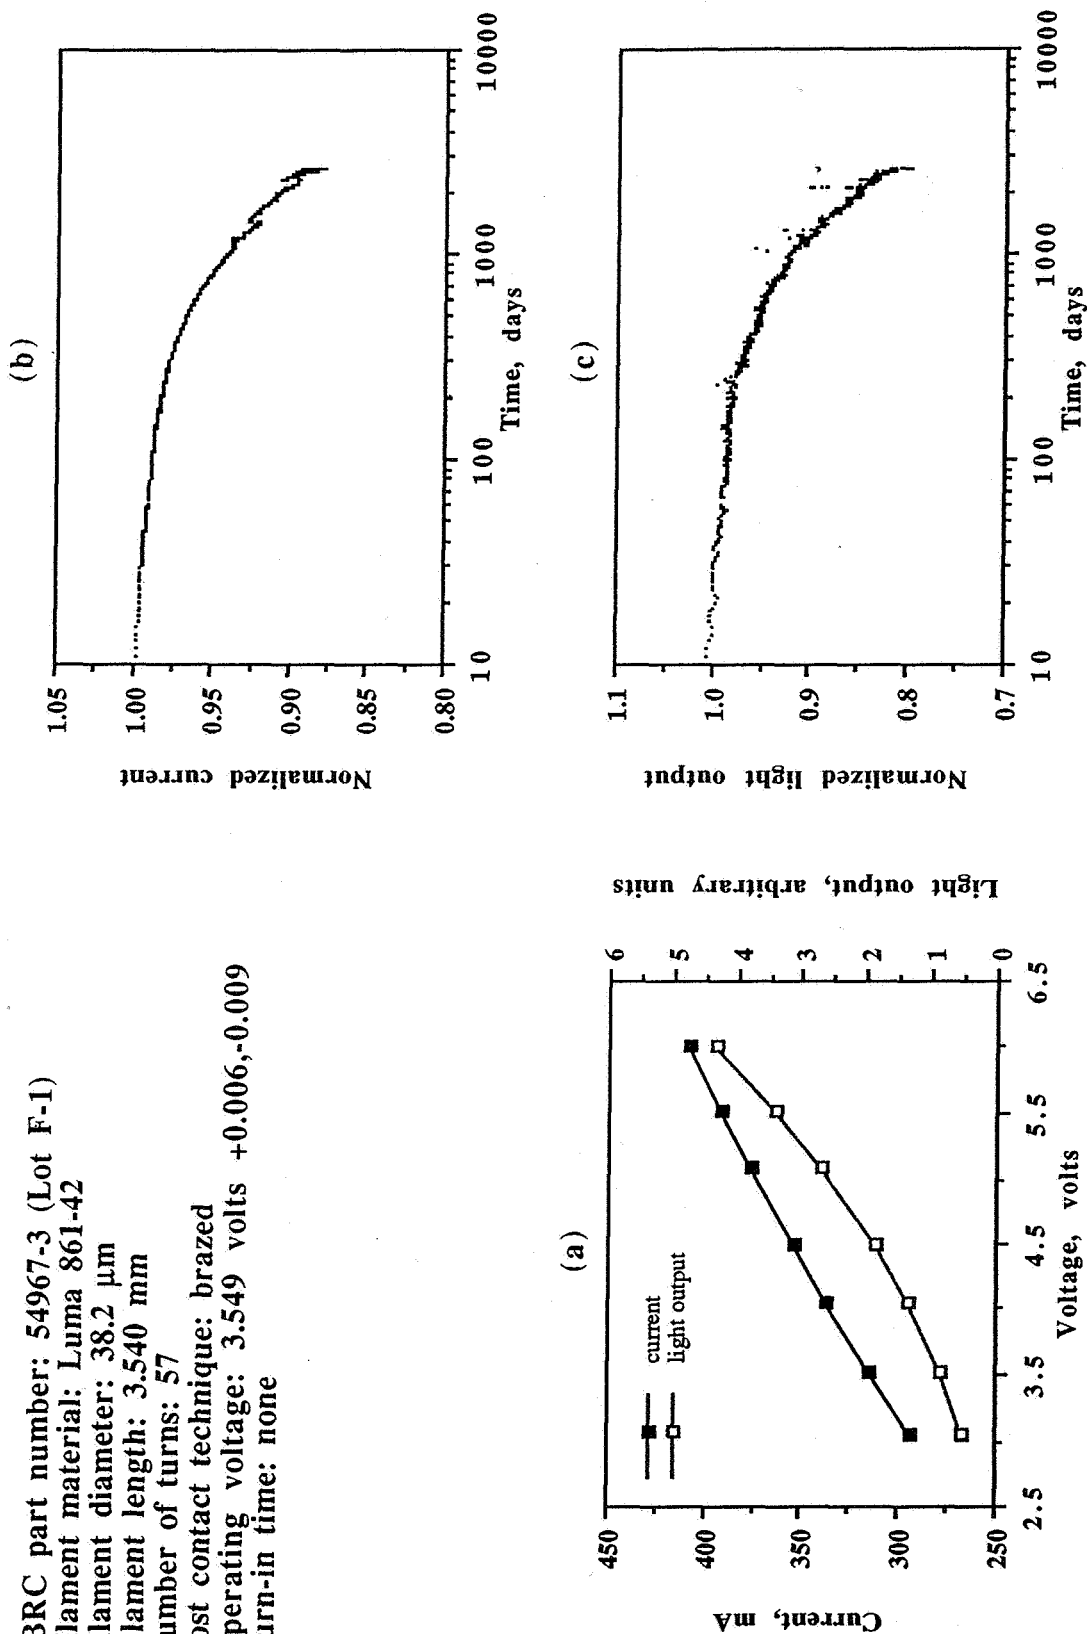 BRC part number: 54967-3 (Lot F-1)
lament material: Luma 861-42
lament diameter: 38.2 μm
lament length: 3.540 mm
umber of turns: 57
ost contact technique: brazed
perating voltage: 3.549 volts +0.006,-0.009
urn-in time: none
(a)
current
light output
450
400
350
300
250
Current, mA
6
5
4
3
2
1
0
Light output, arbitrary units
2.5
3.5
4.5
5.5
6.5
Voltage, volts
(b)
1.05
1.00
0.95
0.90
0.85
0.80
Normalized current
10
100
1000
10000
Time, days
(c)
1.1
1.0
0.9
0.8
0.7
Normalized light output
10
100
1000
10000
Time, days